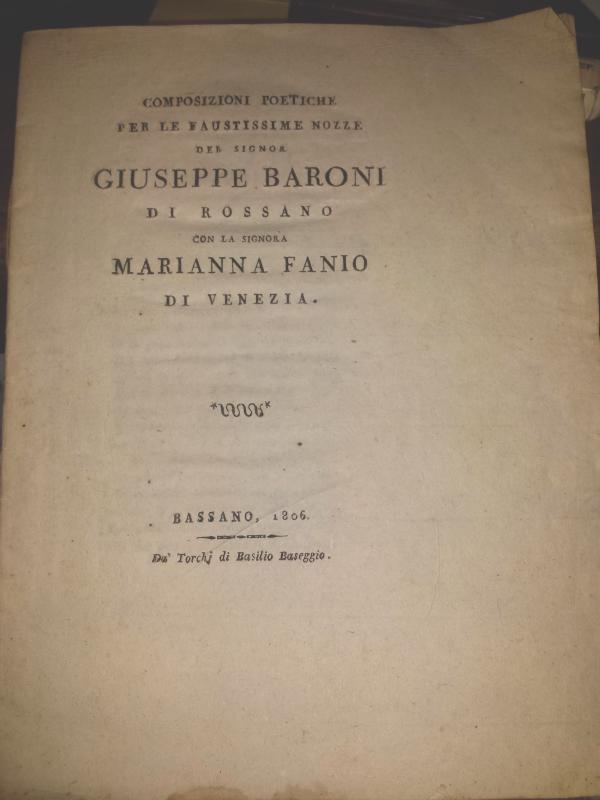 COMPOSIZIONI POETICHE
PER LE FAUSTISSIME NOZZE
DEL SIGNOR
GIUSEPPE BARONI
DI ROSSANO
CON LA SIGNORA
MARIANNA FANIO
DI VENEZIA.
BASSANO, 1806.
Da' Torchj di Basilio Baseggio.